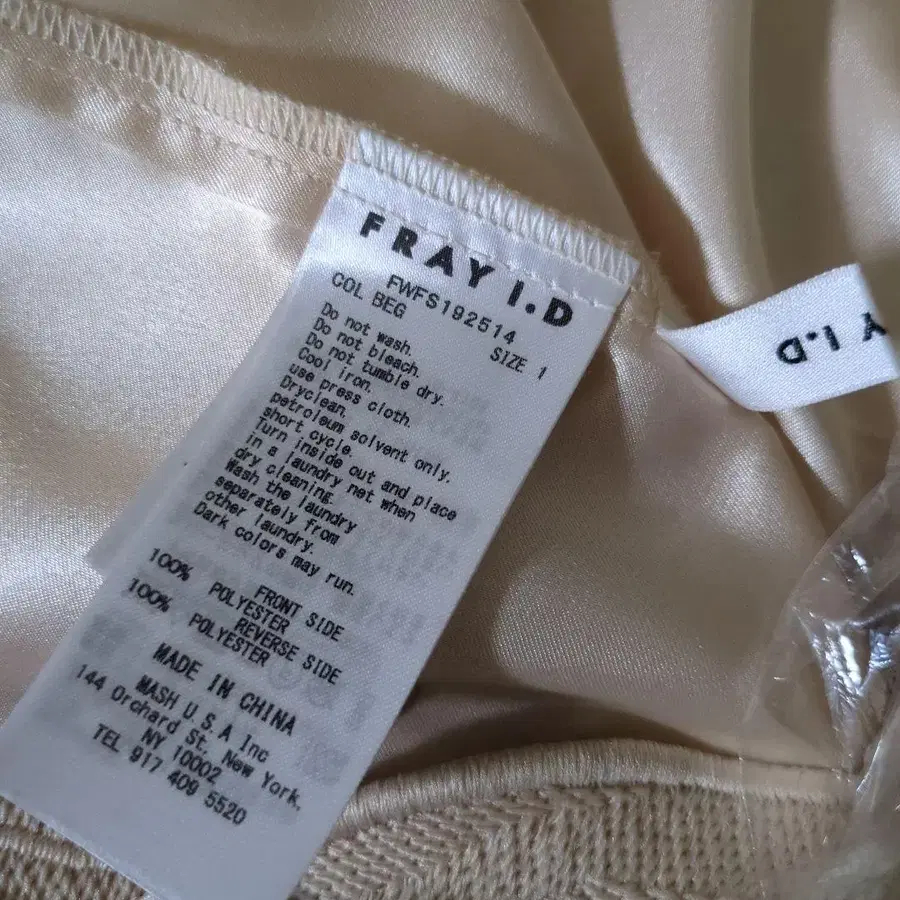 FRAY I.D
FWFS192514
COL BEG
SIZE 1
Do not wash.
Do not bleach.
Do not tumble dry.
Cool iron.
use press cloth.
Dryclean.
petroleum solvent only.
short cycle.
Turn inside out and place
in a laundry net when
dry cleaning.
Wash the laundry
separately from
other laundry.
Dark colors may run.
FRONT SIDE
100% POLYESTER
REVERSE SIDE
100% POLYESTER
MADE IN CHINA
MASH U.S.A Inc
144 Orchard St, New York,
NY 10002
TEL 917 409 5520
Y I.D